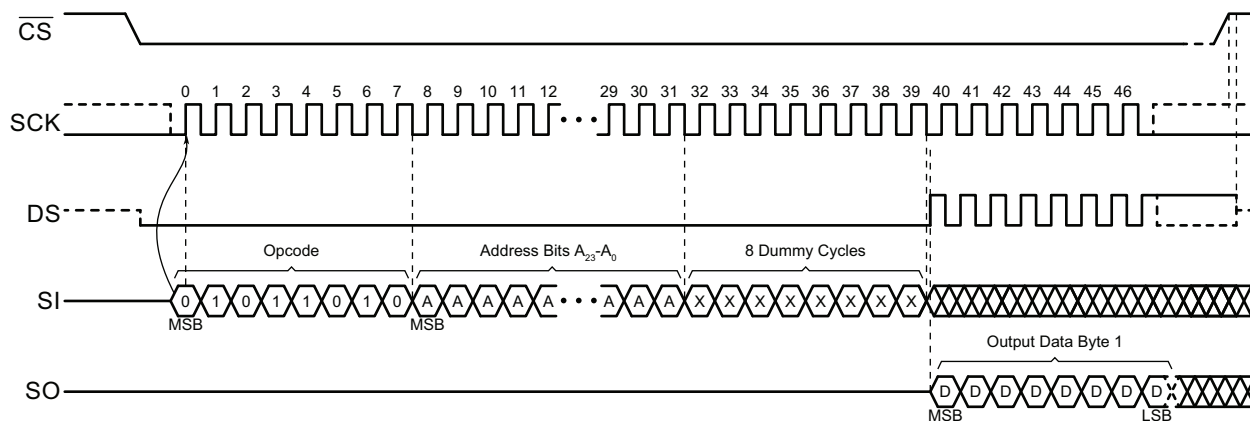 CS
0 1 2 3 4 5 6 7 8 9 10 11 12 29 30 31 32 33 34 35 36 37 38 39 40 41 42 43 44 45 46
SCK
DS
Opcode Address Bits A23-A0 8 Dummy Cycles
SI 0 1 0 1 1 0 1 0 A A A A A A A A X X X X X X X X
MSB MSB
Output Data Byte 1
SO D D D D D D D D
MSB LSB